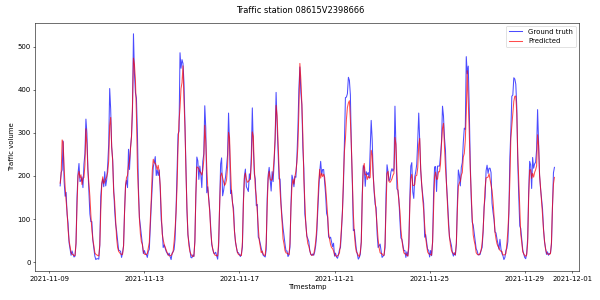 Traffic station 08615V2398666
Ground truth
Predicted
Traffic volume
500
400
300
200
100
0
2021-11-09
2021-11-13
2021-11-17
2021-11-21
2021-11-25
2021-11-29
2021-12-01
Timestamp